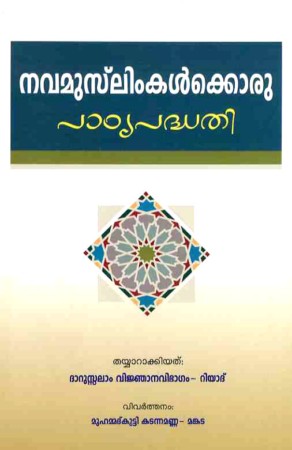 നവമുസ്‌ലിംകൾക്കൊരു
പാഠ്യപദ്ധതി
തയ്യാറാക്കിയത്:
ദാറുസ്സലാം വിജ്ഞാനവിഭാഗം - റിയാദ്
വിവർത്തനം:
മുഹമ്മദ്കുട്ടി കടന്നമണ്ണ - മങ്കട